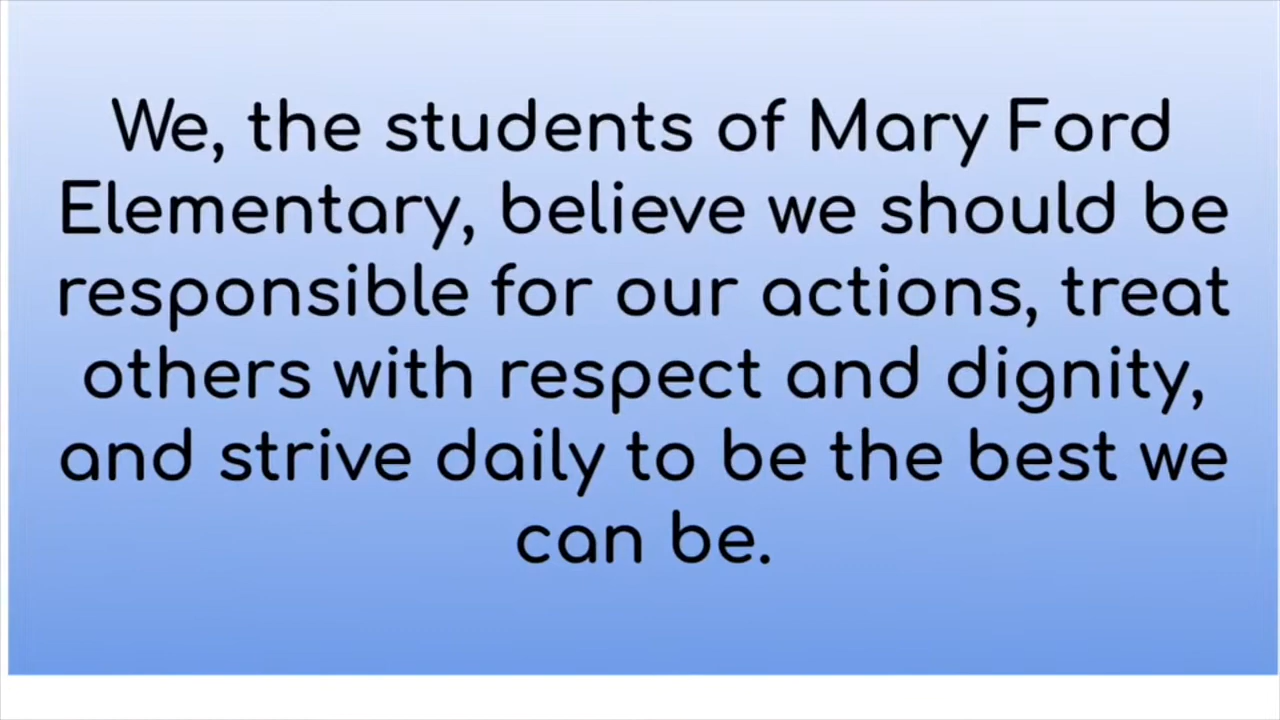 We, the students of Mary Ford
Elementary, believe we should be
responsible for our actions, treat
others with respect and dignity,
and strive daily to be the best we
can be.